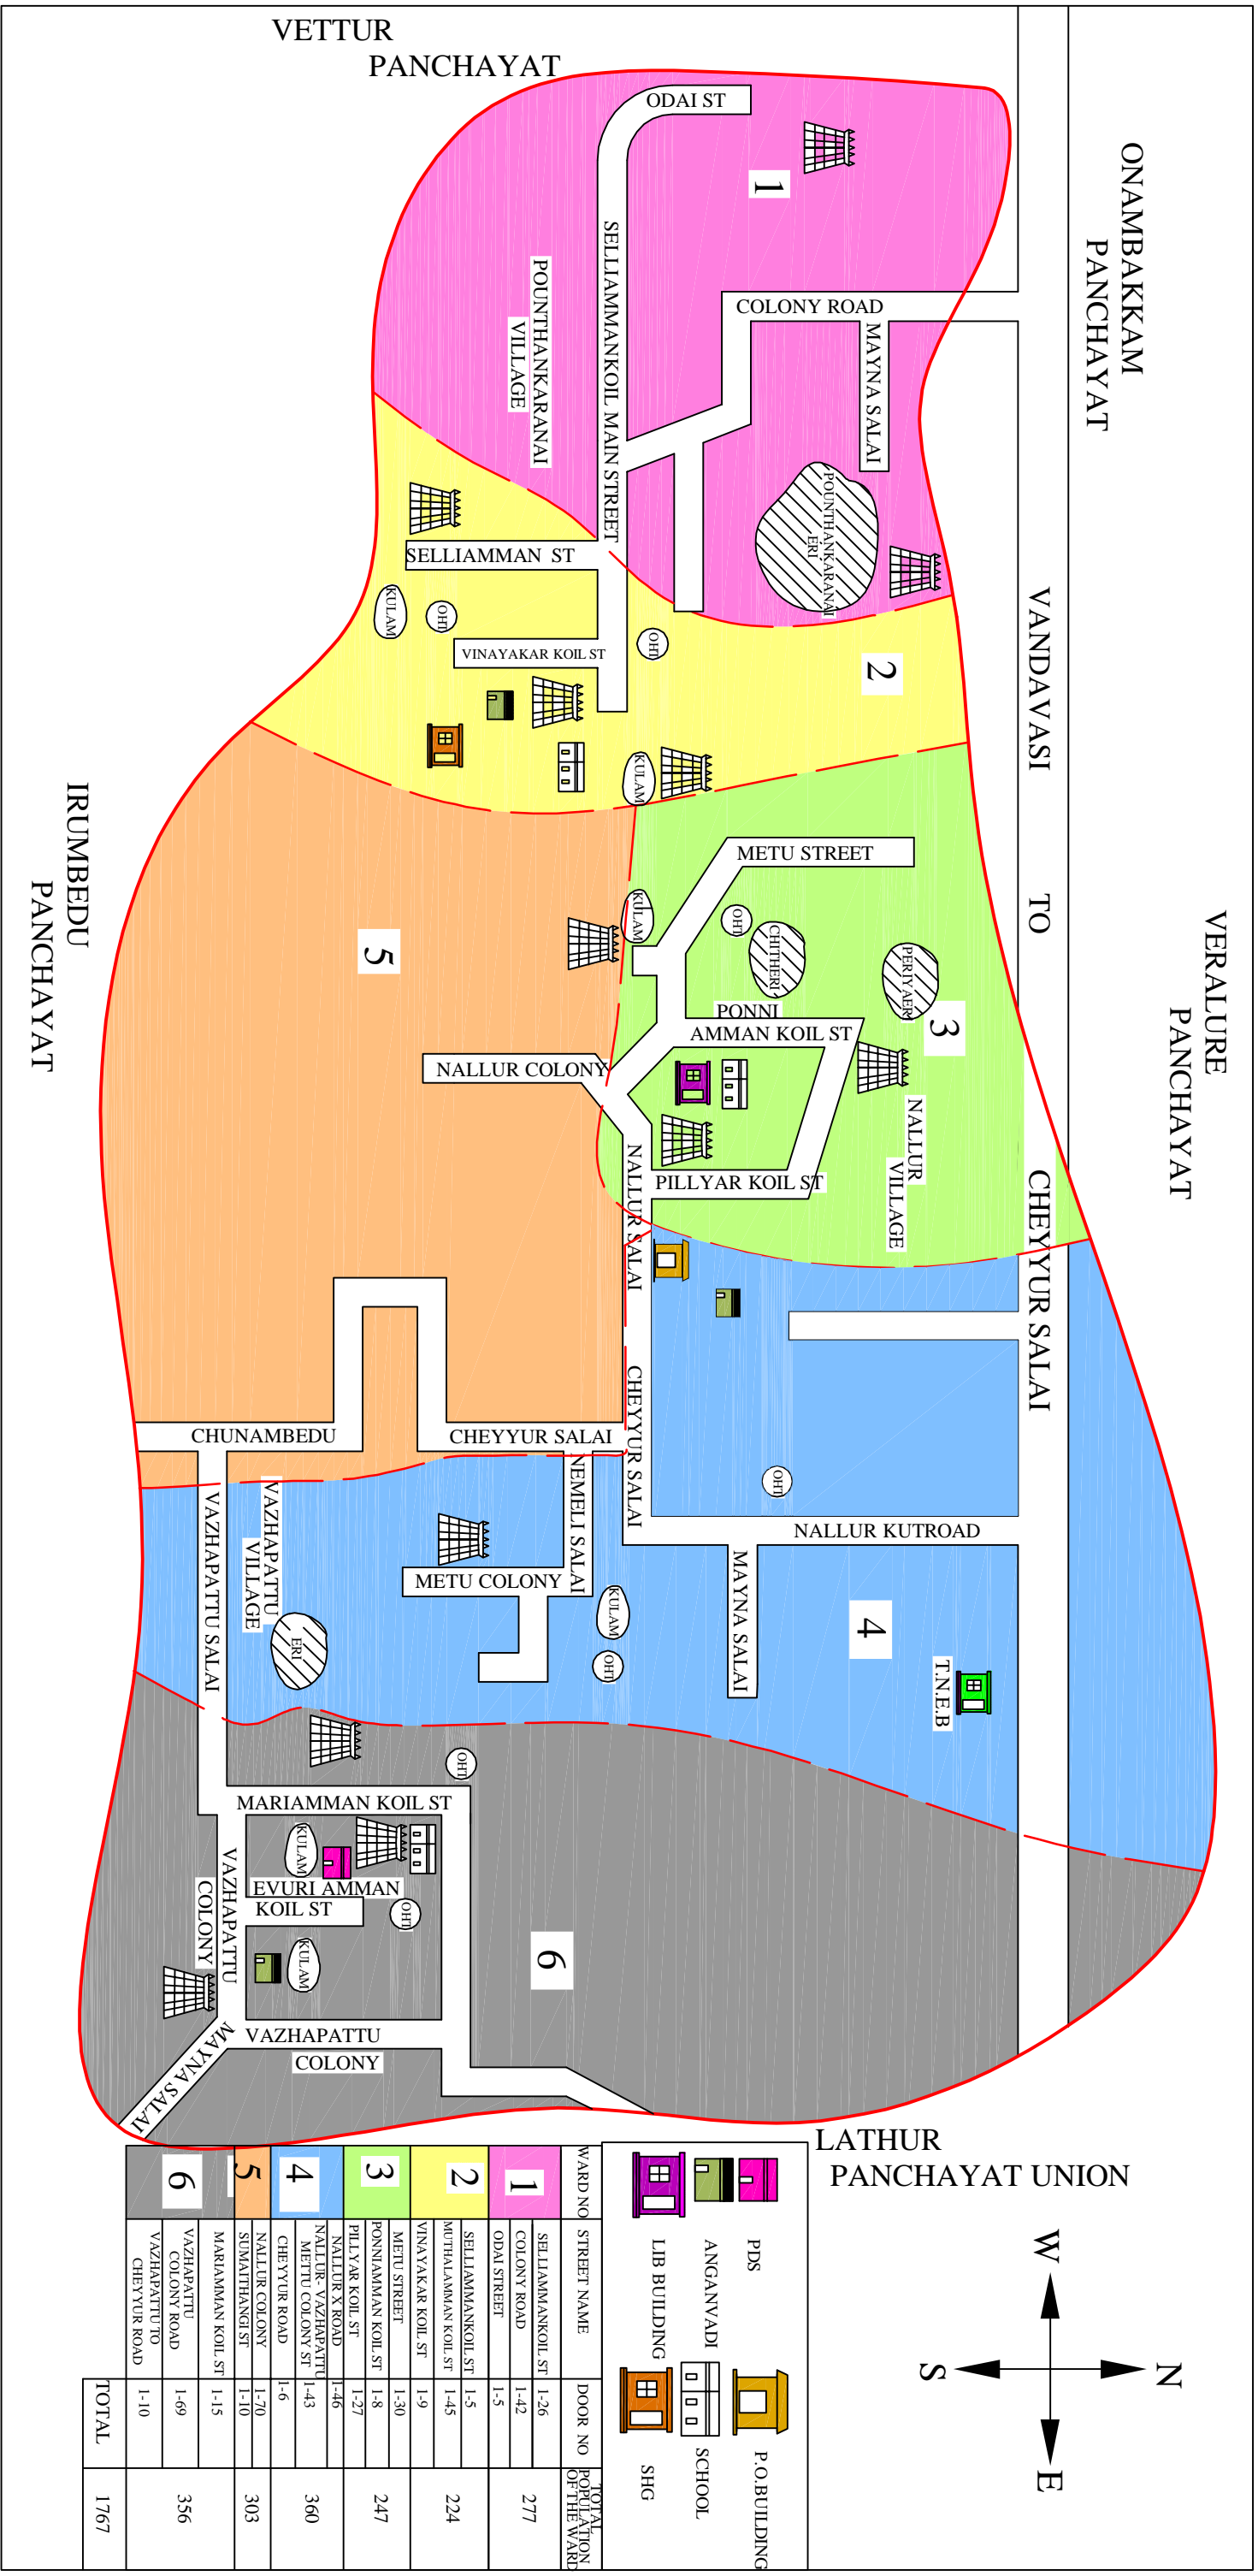 VETTUR
PANCHAYAT
ONAMBAKKAM
PANCHAYAT
VERALURE
PANCHAYAT
IRUMBEDU
PANCHAYAT
LATHUR
PANCHAYAT UNION
VANDAVASI TO CHEYYUR SALAI
ODAI ST
1
SELLIAMMANKOIL MAIN STREET
POUNTHANKARANAI
VILLAGE
COLONY ROAD
MAYNA SALAI
POUNTHANKARANAI
ERI
SELLIAMMAN ST
KULAM
OHT
VINAYAKAR KOIL ST
OHT
2
KULAM
METU STREET
KULAM
OHT
CHITHERI
PERIYAERI
3
PONNI
AMMAN KOIL ST
NALLUR
VILLAGE
PILLYAR KOIL ST
NALLUR COLONY
5
NALLUR SALAI
CHEYYUR SALAI
OHT
NALLUR KUTROAD
MAYNA SALAI
4
T.N.E.B
CHUNAMBEDU
CHEYYUR SALAI
NEMELI SALAI
METU COLONY
KULAM
OHT
VAZHAPATTU
VILLAGE
ERI
VAZHAPATTU SALAI
OHT
MARIAMMAN KOIL ST
KULAM
EVURI AMMAN
KOIL ST
OHT
KULAM
6
VAZHAPATTU
COLONY
VAZHAPATTU
COLONY
MAYNA SALAI
W
N
S
E
PDS
P.O.BUILDING
ANGANVADI
SCHOOL
LIB BUILDING
SHG
WARD NO STREET NAME DOOR NO TOTAL
POPULATION
OF THE WARD
1 SELLIAMMANKOIL ST 1-26 277
COLONY ROAD 1-42
ODAI STREET 1-5
2 SELLIAMMANKOIL ST 1-5 224
MUTHALAMMAN KOIL ST 1-45
VINAYAKAR KOIL ST 1-9
3 METU STREET 1-30 247
PONNIAMMAN KOIL ST 1-8
PILLYAR KOIL ST 1-27
4 NALLUR X ROAD 1-46 360
NALLUR- VAZHAPATTU
METTU COLONY ST 1-43
CHEYYUR ROAD 1-6
5 NALLUR COLONY 1-70 303
SUMAITHANGI ST 1-10
6 MARIAMMAN KOIL ST 1-15 356
VAZHAPATTU
COLONY ROAD 1-69
VAZHAPATTU TO
CHEYYUR ROAD 1-10
TOTAL 1767